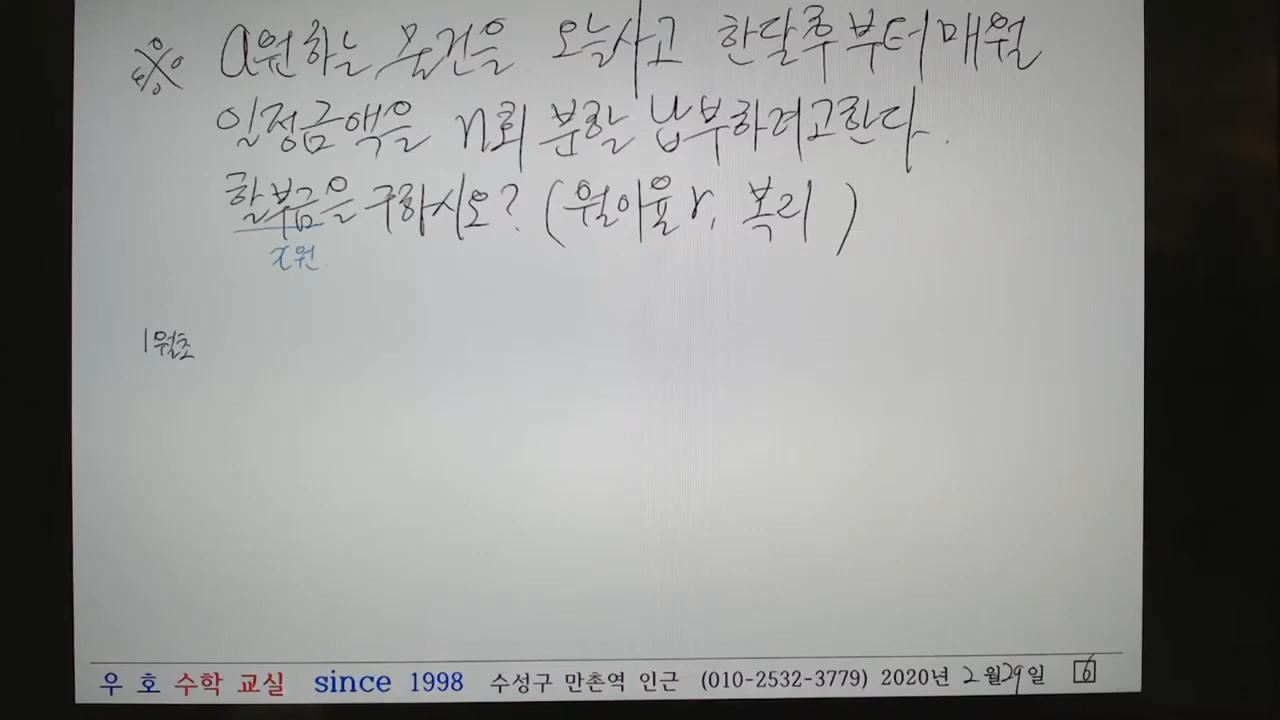 ※ a원 하는 물건을 오늘사고 한달후부터 매월
일정금액을 n회 분할 납부하려고한다.
할부금을 구하시오? (월이율 r, 복리)
x원
1월초
우 호 수학 교실 since 1998 수성구 만촌역 인근 (010-2532-3779) 2020년 2월29일 6